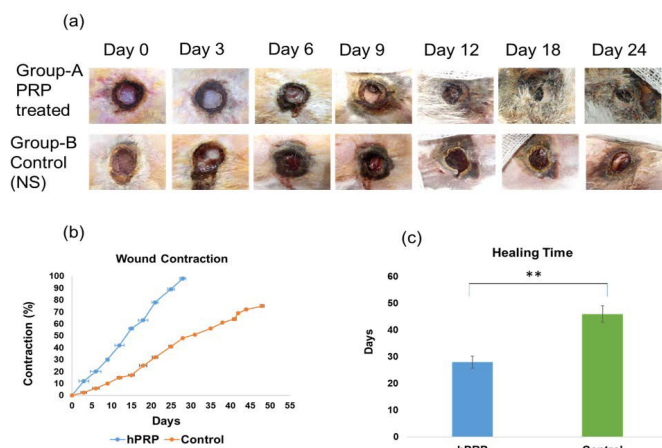 (a)
Day 0 Day 3 Day 6 Day 9 Day 12 Day 18 Day 24
Group-A
PRP
treated
Group-B
Control
(NS)
(b)
Wound Contraction
Contraction (%)
100
90
80
70
60
50
40
30
20
10
0
0 5 10 15 20 25 30 35 40 45 50 55
Days
hPRP Control
(c)
Healing Time
**
Days
60
50
40
30
20
10
0
hPRP Control